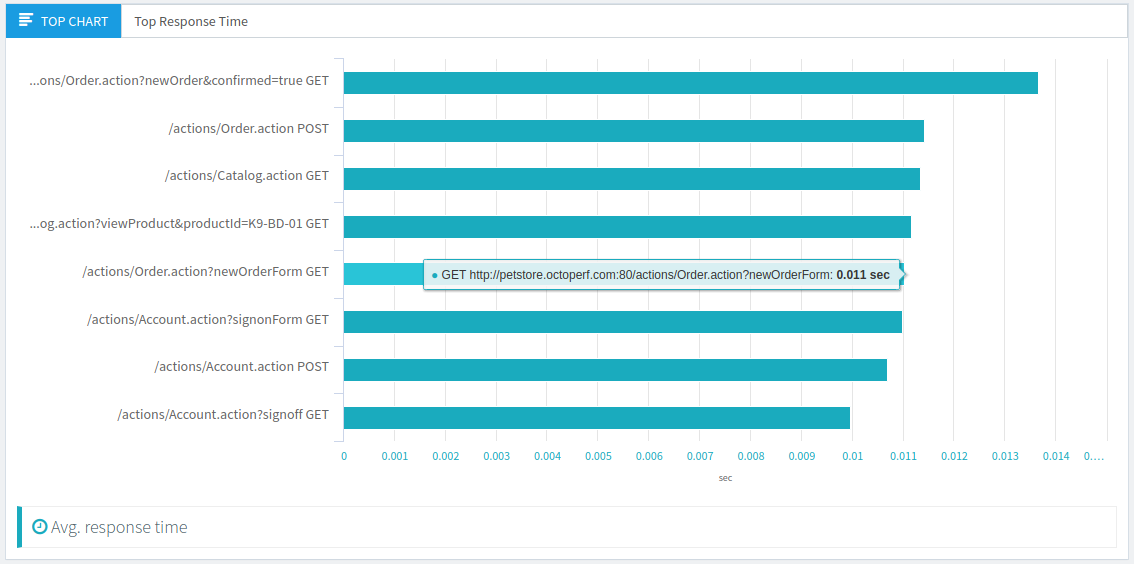 TOP CHART Top Response Time
...ons/Order.action?newOrder&confirmed=true GET
/actions/Order.action POST
/actions/Catalog.action GET
...og.action?viewProduct&productId=K9-BD-01 GET
/actions/Order.action?newOrderForm GET
GET http://petstore.octoperf.com:80/actions/Order.action?newOrderForm: 0.011 sec
/actions/Account.action?signonForm GET
/actions/Account.action POST
/actions/Account.action?signoff GET
0 0.001 0.002 0.003 0.004 0.005 0.006 0.007 0.008 0.009 0.01 0.011 0.012 0.013 0.014 0....
sec
Avg. response time